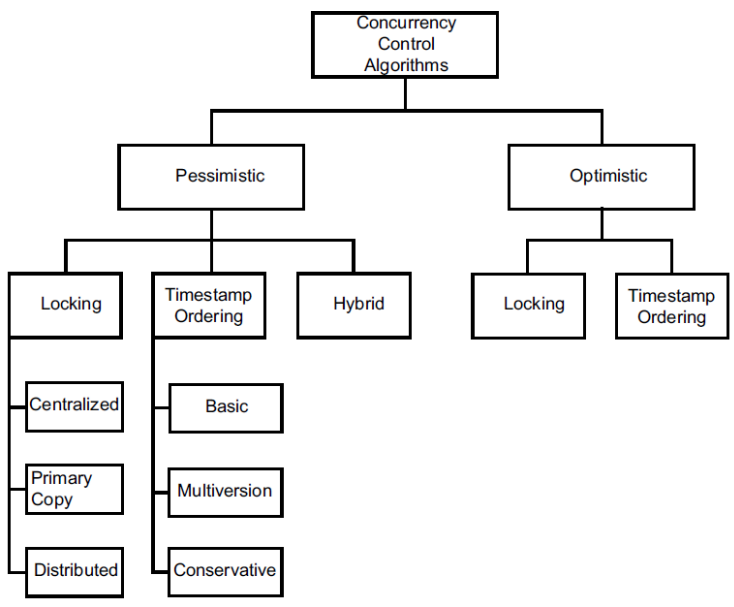 Concurrency
Control
Algorithms
Pessimistic
Optimistic
Locking
Timestamp
Ordering
Hybrid
Locking
Timestamp
Ordering
Centralized
Basic
Primary
Copy
Multiversion
Distributed
Conservative